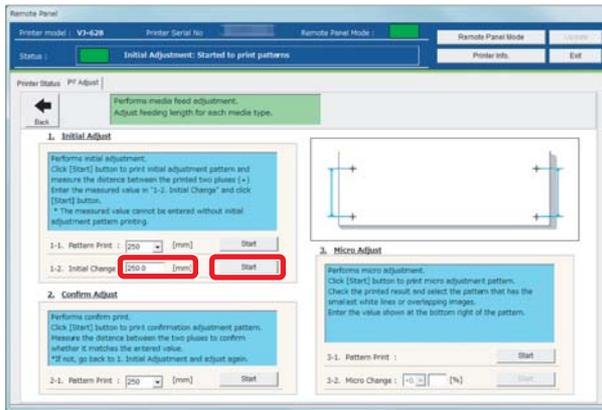 Remote Panel
Printer model : VJ-628 Printer Serial No Remote Panel Mode : Remote Panel Mode Update
Status : Initial Adjustment: Started to print patterns Printer Info. Exit
Printer Status PF Adjust
Back
Performs media feed adjustment.
Adjust feeding length for each media type.
1. Initial Adjust
Performs initial adjustment.
Click [Start] button to print initial adjustment pattern and
measure the distance between the printed two pluses (+)
Enter the measured value in "1-2. Initial Change" and click
[Start] button.
* The measured value cannot be entered without initial
adjustment pattern printing.
1-1. Pattern Print : 250 [mm] Start
1-2. Initial Change 250.0 [mm] Start
2. Confirm Adjust
Performs confirm print.
Click [Start] button to print confirmation adjustment pattern.
Measure the distance between the two pluses to confirm
whether it matches the entered value.
*If not, go back to 1. Initial Adjustment and adjust again.
2-1. Pattern Print : 250 [mm] Start
3. Micro Adjust
Performs micro adjustment.
Click [Start] button to print micro adjustment pattern.
Check the printed result and select the pattern that has the
smallest white lines or overlapping images.
Enter the value shown at the bottom right of the pattern.
3-1. Pattern Print : Start
3-2. Micro Change : +0. [%] Start